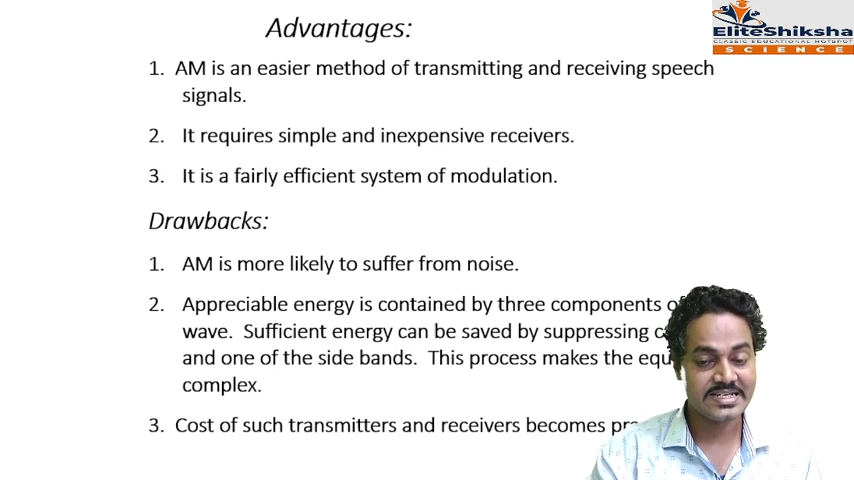 Advantages:
EliteShiksha
CLASSIC EDUCATIONAL HOTSPOT
SCIENCE
1. AM is an easier method of transmitting and receiving speech
signals.
2. It requires simple and inexpensive receivers.
3. It is a fairly efficient system of modulation.
Drawbacks:
1. AM is more likely to suffer from noise.
2. Appreciable energy is contained by three components
wave. Sufficient energy can be saved by suppressing
and one of the side bands. This process makes the
complex.
3. Cost of such transmitters and receivers becomes